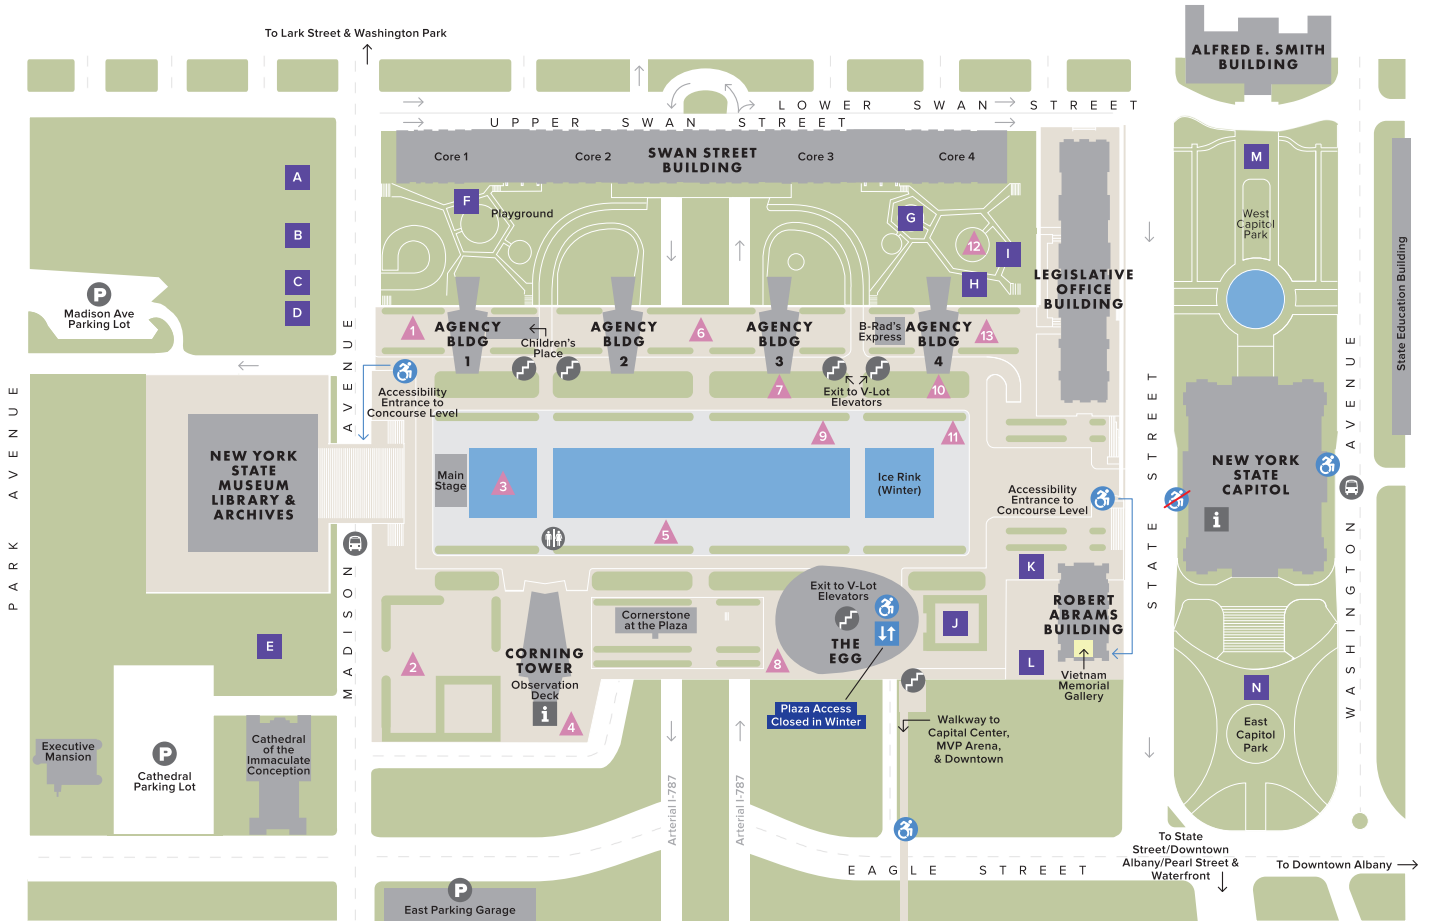 To Lark Street & Washington Park
ALFRED E. SMITH
BUILDING
LOWER SWAN STREET
UPPER SWAN STREET
Core 1
Core 2
SWAN STREET
BUILDING
Core 3
Core 4
A
B
C
D
E
F
Playground
G
12
I
H
M
West
Capitol
Park
State Education Building
LEGISLATIVE
OFFICE
BUILDING
P
Madison Ave
Parking Lot
1
AGENCY
BLDG
1
Children's
Place
AGENCY
BLDG
2
6
AGENCY
BLDG
3
B-Rad's
Express
AGENCY
BLDG
4
13
7
Exit to V-Lot
Elevators
10
Accessibility
Entrance to
Concourse Level
PARK AVENUE
MADISON AVENUE
STATE STREET
WASHINGTON AVENUE
NEW YORK
STATE
MUSEUM
LIBRARY &
ARCHIVES
Main
Stage
3
9
11
Ice Rink
(Winter)
5
Accessibility
Entrance to
Concourse Level
NEW YORK
STATE
CAPITOL
i
K
ROBERT
ABRAMS
BUILDING
L
Vietnam
Memorial
Gallery
Exit to V-Lot
Elevators
THE
EGG
J
8
Cornerstone
at the Plaza
2
CORNING
TOWER
Observation
Deck
i
4
Plaza Access
Closed in Winter
Walkway to
Capital Center,
MVP Arena,
& Downtown
N
East
Capitol
Park
Executive
Mansion
P
Cathedral
Parking Lot
Cathedral
of the
Immaculate
Conception
Arterial I-787
Arterial I-787
To State
Street/Downtown
Albany/Pearl Street &
Waterfront
To Downtown Albany
EAGLE STREET
P
East Parking Garage